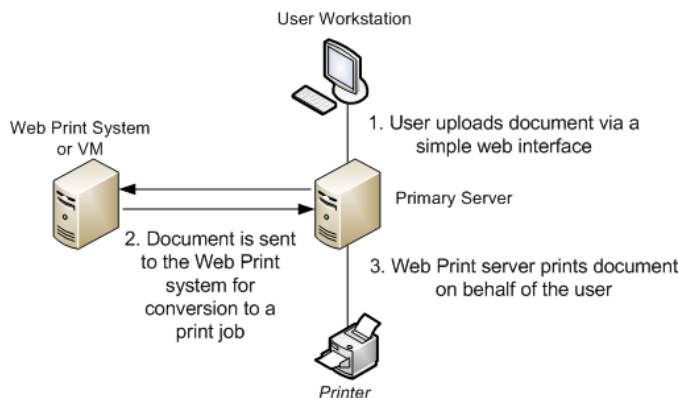 User Workstation
1. User uploads document via a
simple web interface
Web Print System
or VM
Primary Server
2. Document is sent
to the Web Print
system for
conversion to a
print job
3. Web Print server prints document
on behalf of the user
Printer